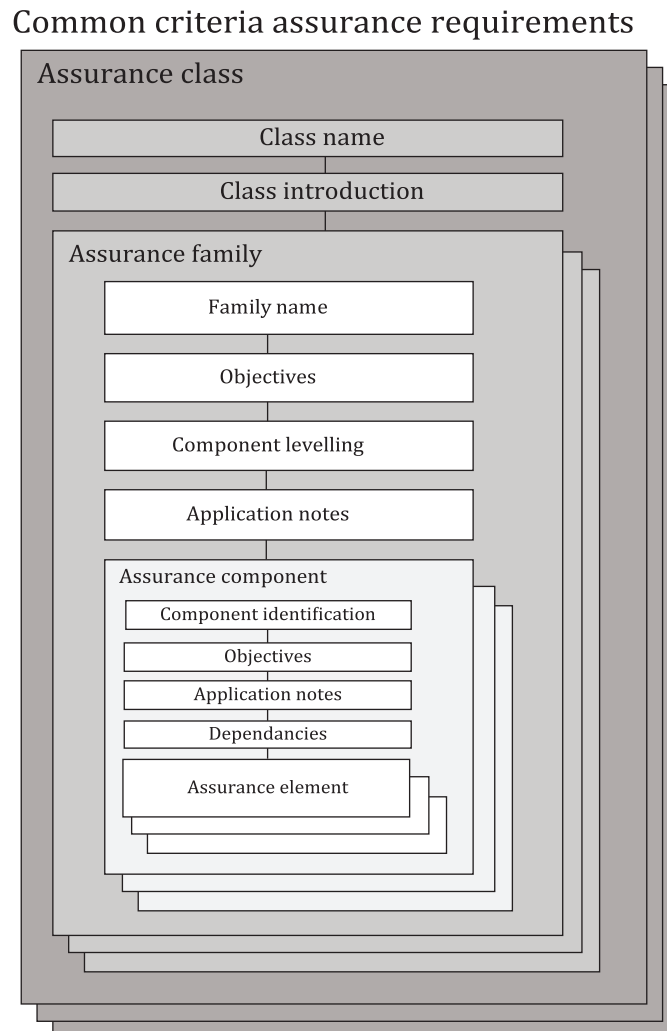 Common criteria assurance requirements
Assurance class
Class name
Class introduction
Assurance family
Family name
Objectives
Component levelling
Application notes
Assurance component
Component identification
Objectives
Application notes
Dependancies
Assurance element